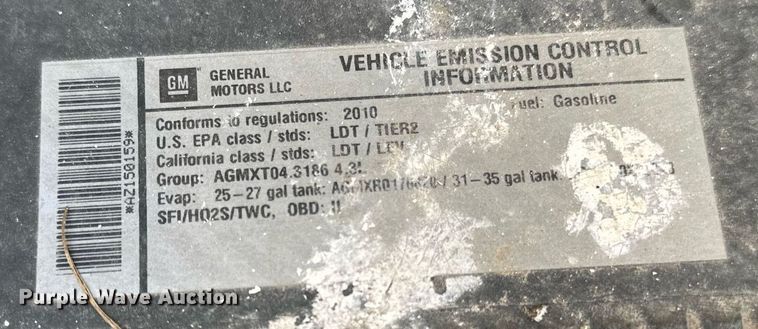 *AZ150159*
GM
GENERAL
MOTORS LLC
VEHICLE EMISSION CONTROL
INFORMATION
Conforms to regulations: 2010
Fuel: Gasoline
U.S. EPA class / stds: LDT / TIER2
California class / stds: LDT / LEV
Group: AGMXT04.3186 4.3L
Evap: 25-27 gal tank: / 31-35 gal tank
SFI/HO2S/TWC, OBD: II
Purple Wave Auction